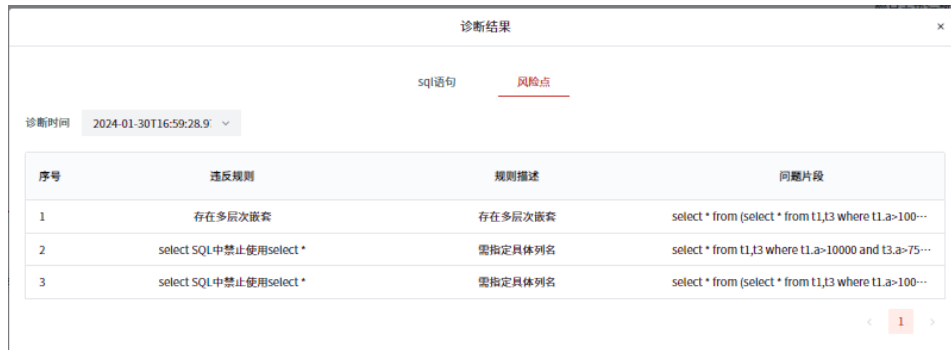 诊断结果
×
sql语句 风险点
诊断时间 2024-01-30T16:59:28.9
序号 违反规则 规则描述 问题片段
1 存在多层次嵌套 存在多层次嵌套 select * from (select * from t1,t3 where t1.a>100···
2 select SQL中禁止使用select * 需指定具体列名 select * from t1,t3 where t1.a>10000 and t3.a>75···
3 select SQL中禁止使用select * 需指定具体列名 select * from (select * from t1,t3 where t1.a>100···
< 1 >